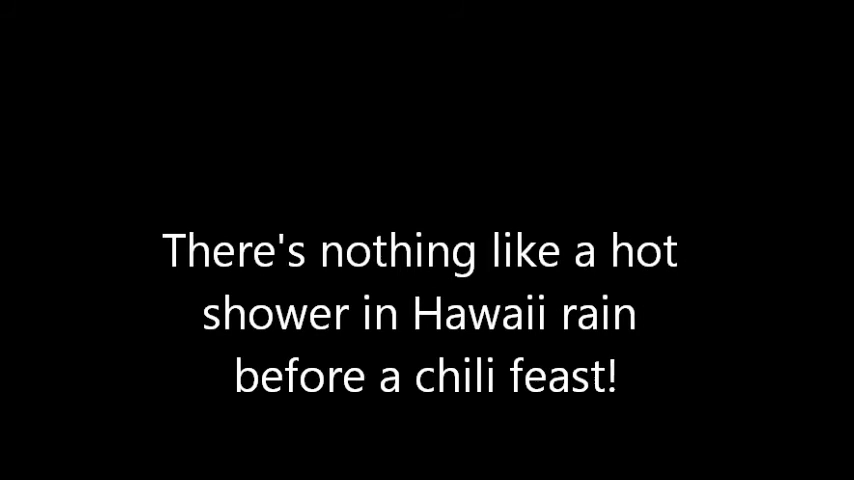 There's nothing like a hot
shower in Hawaii rain
before a chili feast!